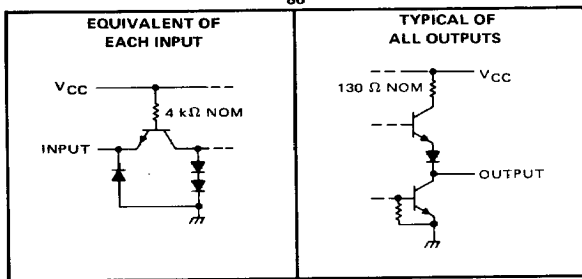 EQUIVALENT OF
EACH INPUT
VCC
4 kΩ NOM
INPUT
TYPICAL OF
ALL OUTPUTS
VCC
130 Ω NOM
OUTPUT